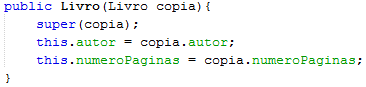 public Livro(Livro copia){
    super(copia);
    this.autor = copia.autor;
    this.numeroPaginas = copia.numeroPaginas;
}